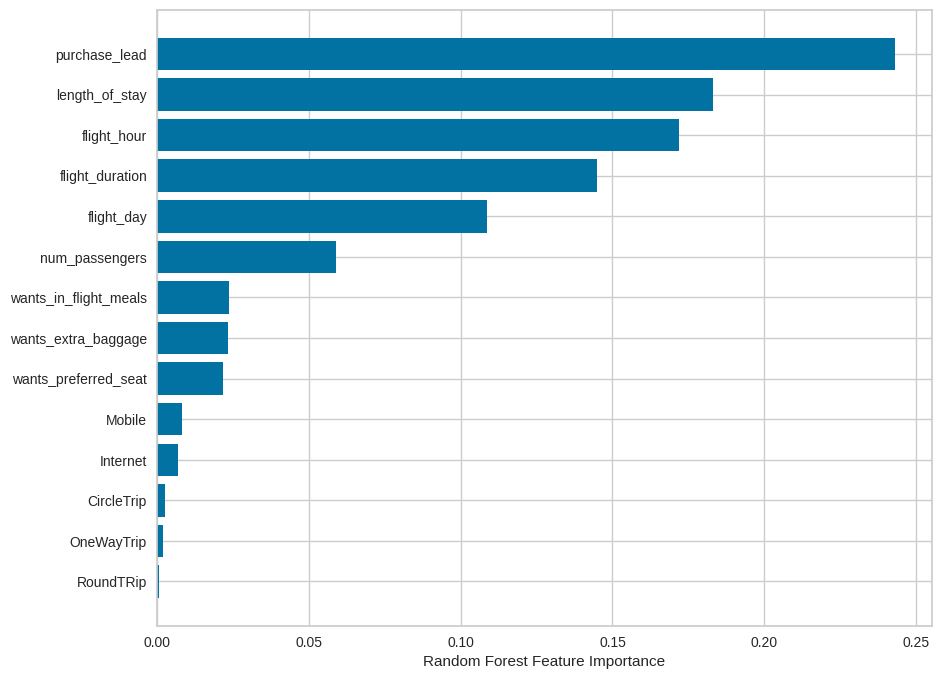 purchase_lead
length_of_stay
flight_hour
flight_duration
flight_day
num_passengers
wants_in_flight_meals
wants_extra_baggage
wants_preferred_seat
Mobile
Internet
CircleTrip
OneWayTrip
RoundTRip
0.00 0.05 0.10 0.15 0.20 0.25
Random Forest Feature Importance